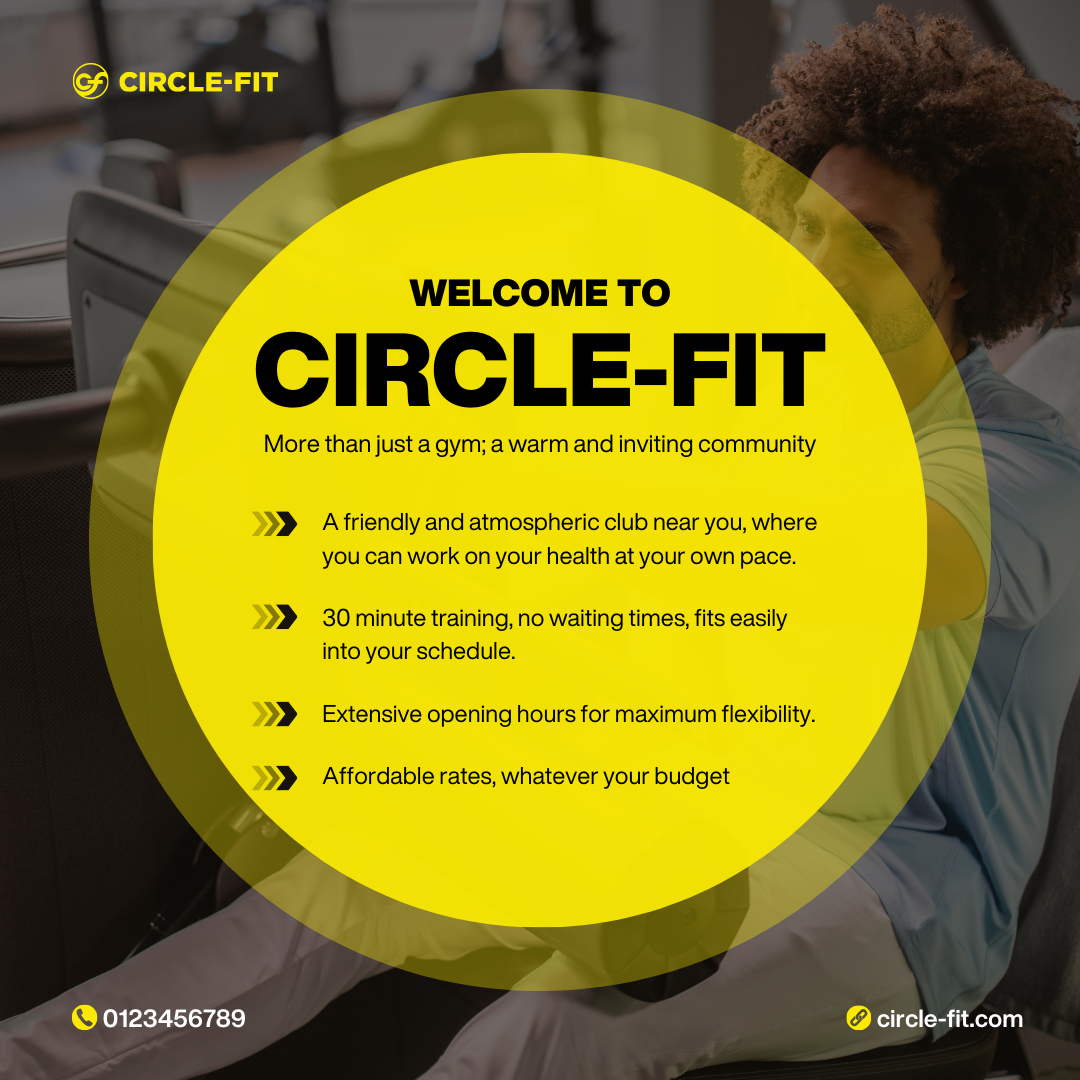 CIRCLE-FIT
WELCOME TO
CIRCLE-FIT
More than just a gym; a warm and inviting community
A friendly and atmospheric club near you, where
you can work on your health at your own pace.
30 minute training, no waiting times, fits easily
into your schedule.
Extensive opening hours for maximum flexibility.
Affordable rates, whatever your budget
0123456789
circle-fit.com